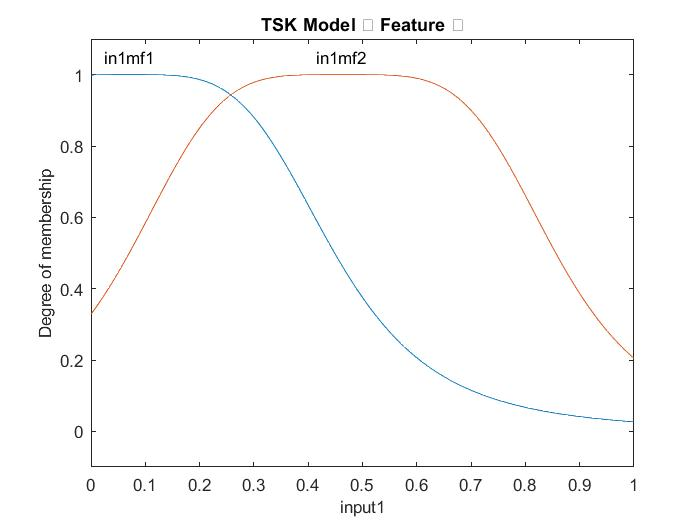 TSK Model Feature
in1mf1 in1mf2
1
0.8
0.6
0.4
0.2
0
Degree of membership
0 0.1 0.2 0.3 0.4 0.5 0.6 0.7 0.8 0.9 1
input1